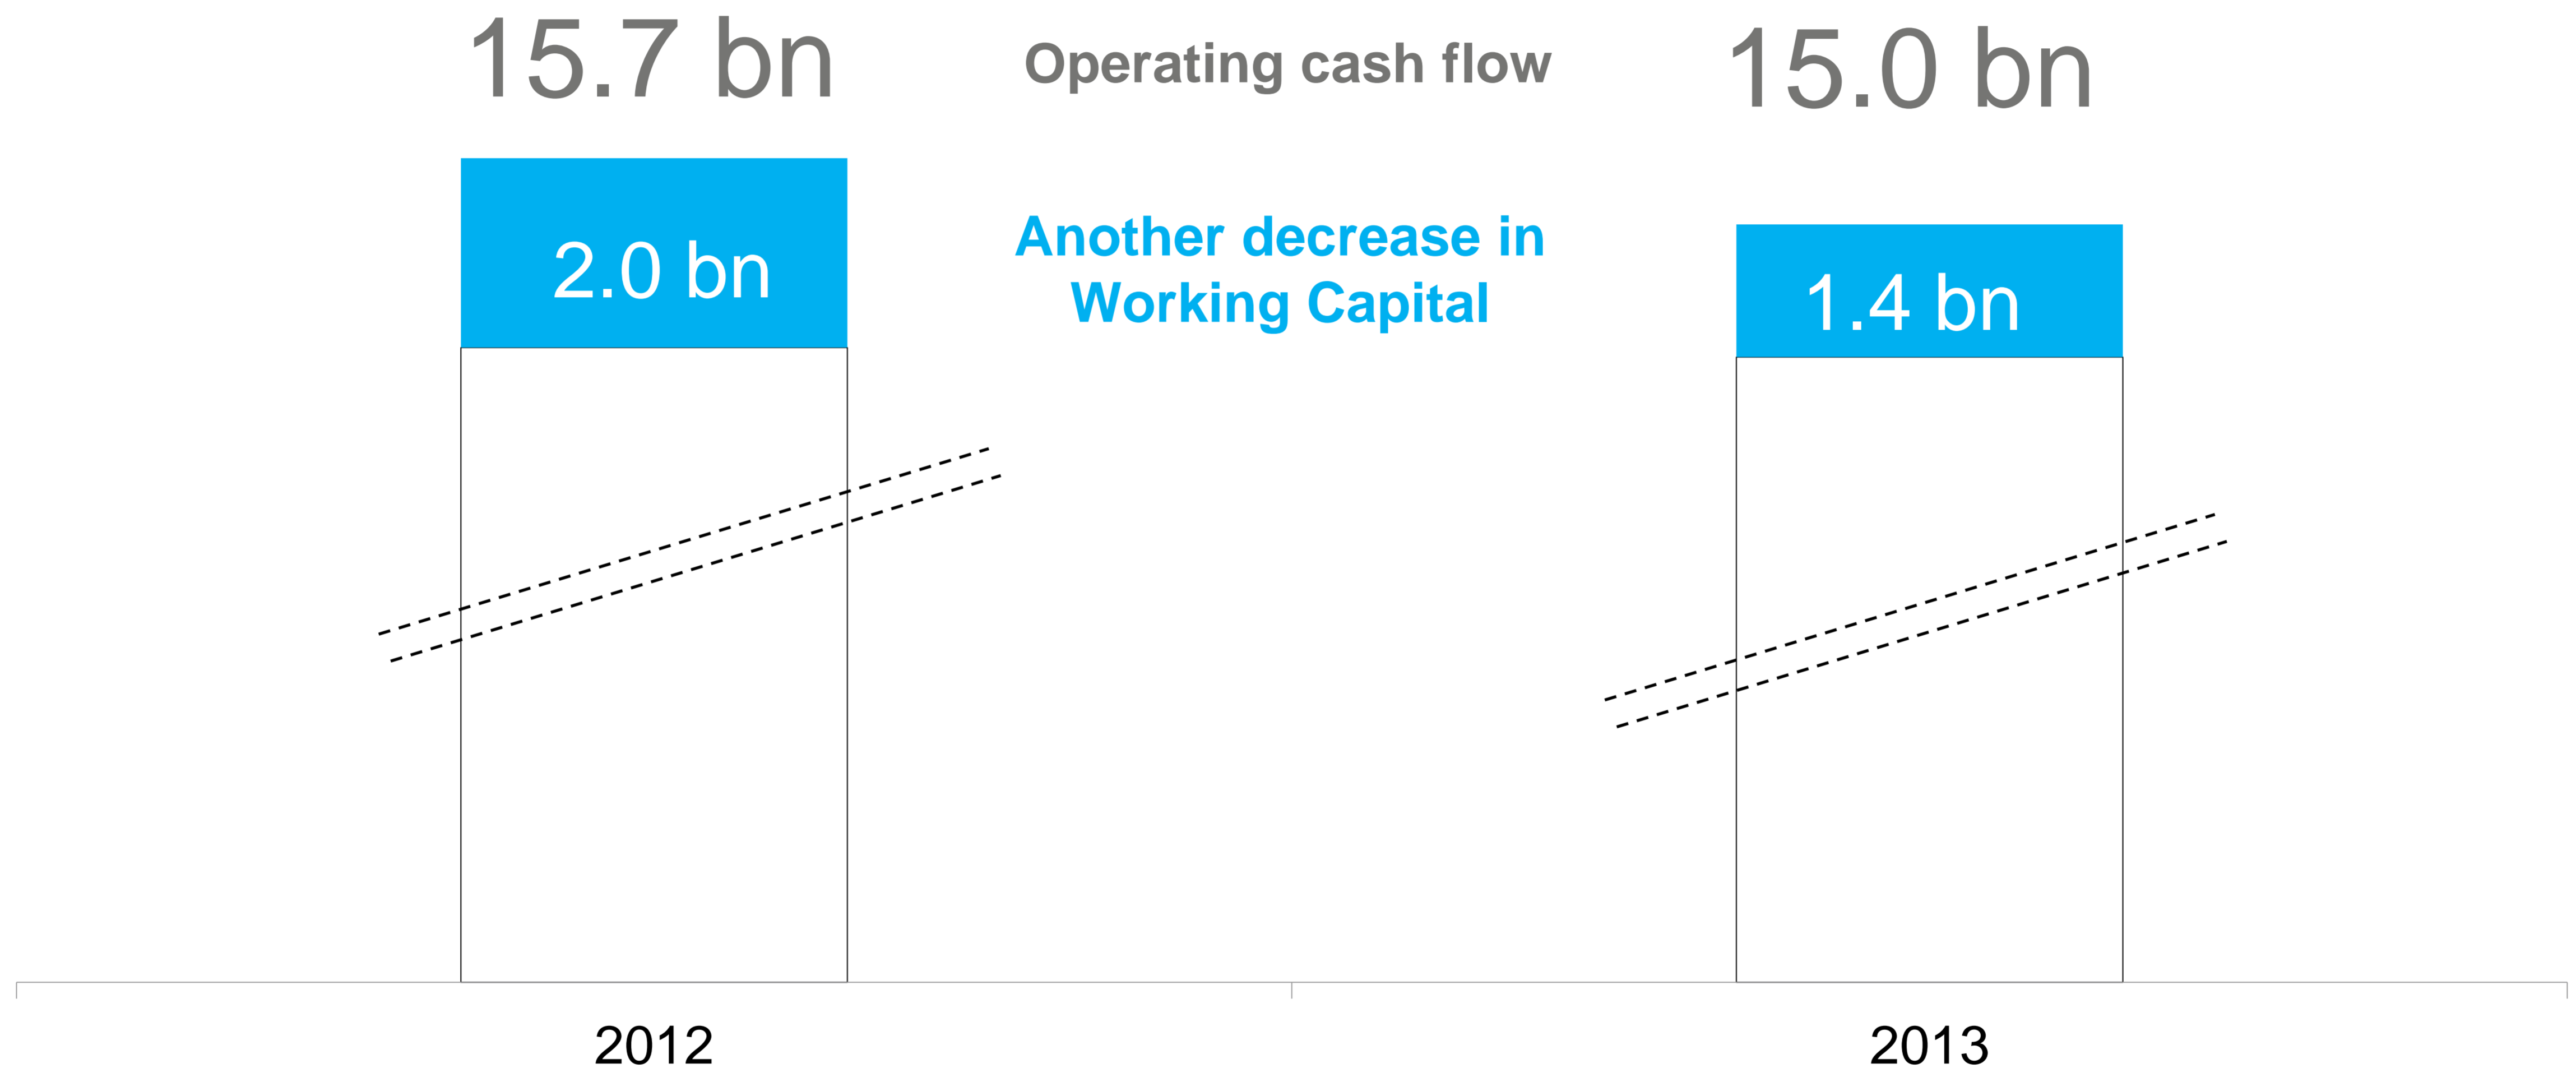 15.7 bn
Operating cash flow
15.0 bn
2.0 bn
Another decrease in
Working Capital
1.4 bn
2012
2013